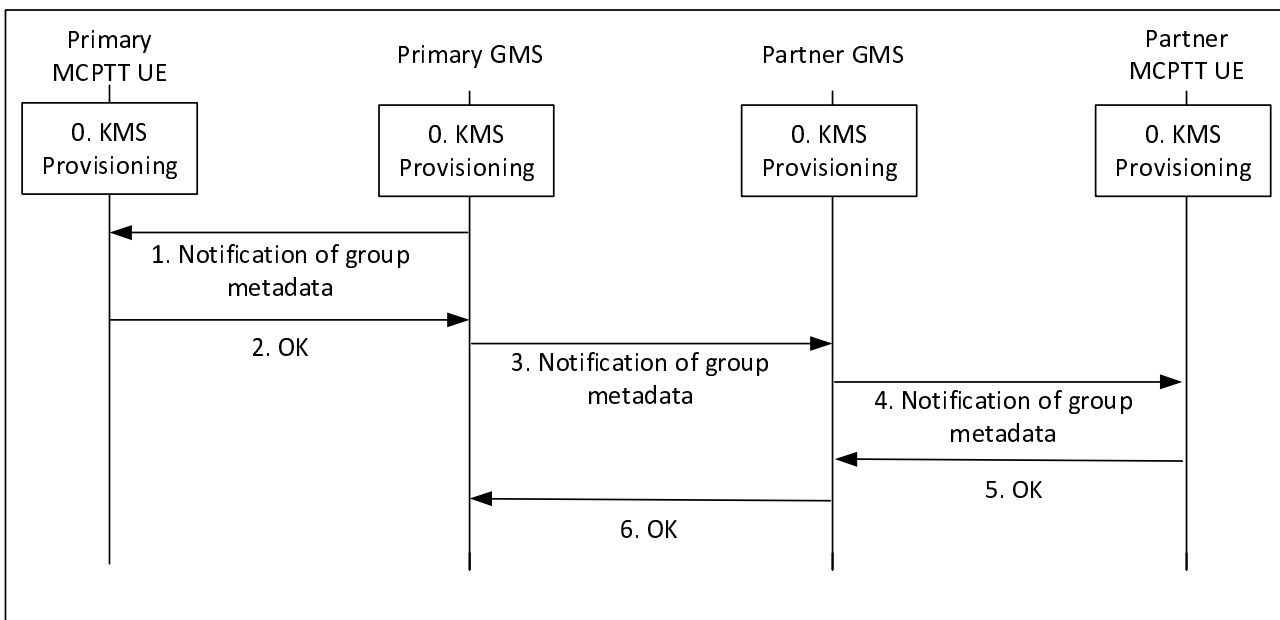 Primary
MCPTT UE
Primary GMS
Partner GMS
Partner
MCPTT UE
0. KMS
Provisioning
0. KMS
Provisioning
0. KMS
Provisioning
0. KMS
Provisioning
1. Notification of group
metadata
2. OK
3. Notification of group
metadata
4. Notification of group
metadata
5. OK
6. OK